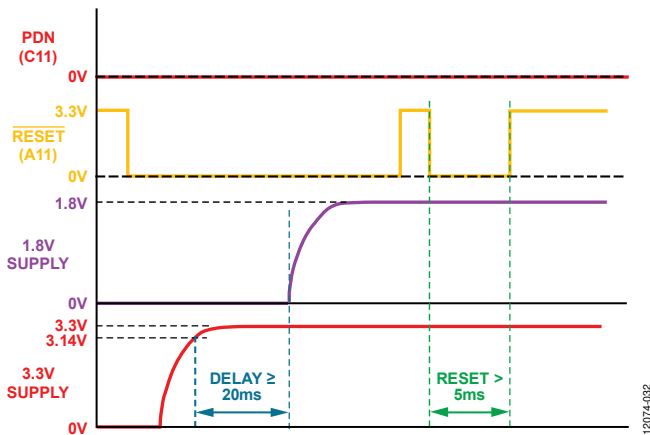 PDN
(C11)
0V
3.3V
RESET
(A11)
0V
1.8V
1.8V
SUPPLY
0V
3.3V
3.14V
3.3V
SUPPLY
DELAY ≥
20ms
RESET >
5ms
0V
12074-032